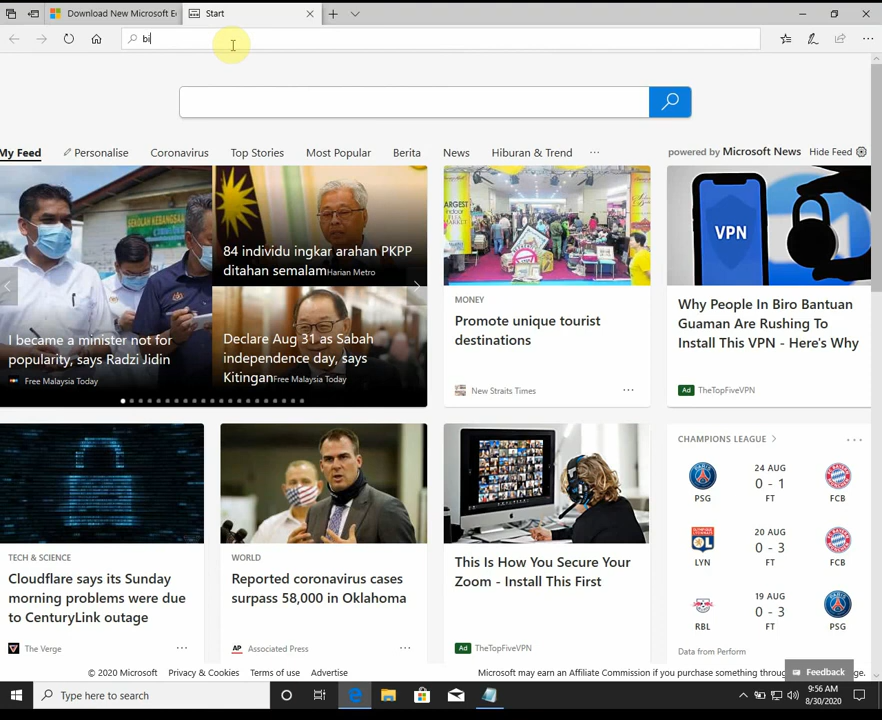 Download New Microsoft Ec
Start
bi
My Feed
Personalise
Coronavirus
Top Stories
Most Popular
Berita
News
Hiburan & Trend
powered by Microsoft News
Hide Feed
I became a minister not for
popularity, says Radzi Jidin
Free Malaysia Today
84 individu ingkar arahan PKPP
ditahan semalam Harian Metro
Declare Aug 31 as Sabah
independence day, says
Kitingan Free Malaysia Today
LARGEST
INDOOR
FLEA
MARKET
MONEY
Promote unique tourist
destinations
New Straits Times
VPN
Why People In Biro Bantuan
Guaman Are Rushing To
Install This VPN - Here's Why
Ad TheTopFiveVPN
TECH & SCIENCE
Cloudflare says its Sunday
morning problems were due
to CenturyLink outage
The Verge
WORLD
Reported coronavirus cases
surpass 58,000 in Oklahoma
AP Associated Press
This Is How You Secure Your
Zoom - Install This First
Ad TheTopFiveVPN
CHAMPIONS LEAGUE
24 AUG
PSG 0 - 1 FCB
FT
20 AUG
LYN 0 - 3 FCB
FT
19 AUG
RBL 0 - 3 PSG
FT
Data from Perform
© 2020 Microsoft
Privacy & Cookies
Terms of use
Advertise
Microsoft may earn an Affiliate Commission if you purchase something throu
Feedback
Type here to search
9:56 AM
8/30/2020